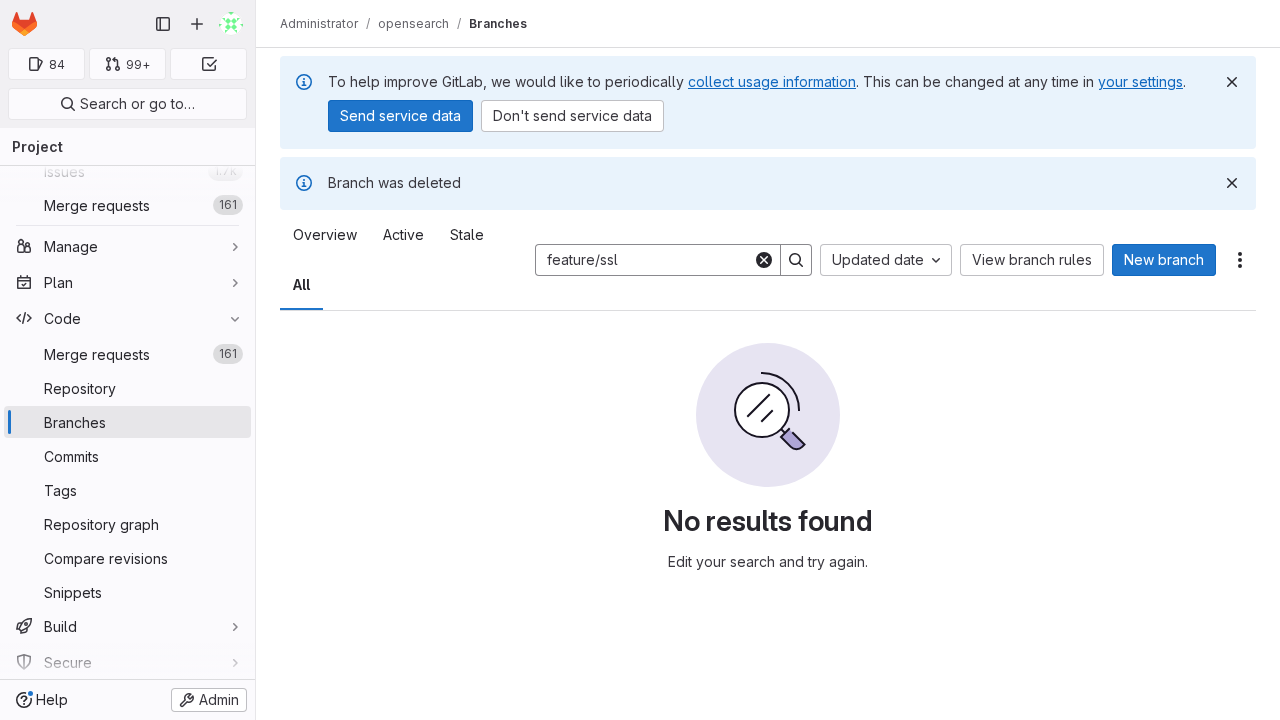 Administrator / opensearch / Branches
84
99+
Search or go to…
Project
Issues 1.7k
Merge requests 161
Manage
Plan
Code
Merge requests 161
Repository
Branches
Commits
Tags
Repository graph
Compare revisions
Snippets
Build
Secure
Help
Admin
To help improve GitLab, we would like to periodically collect usage information. This can be changed at any time in your settings.
Send service data
Don't send service data
Branch was deleted
Overview
Active
Stale
All
feature/ssl
Updated date
View branch rules
New branch
No results found
Edit your search and try again.